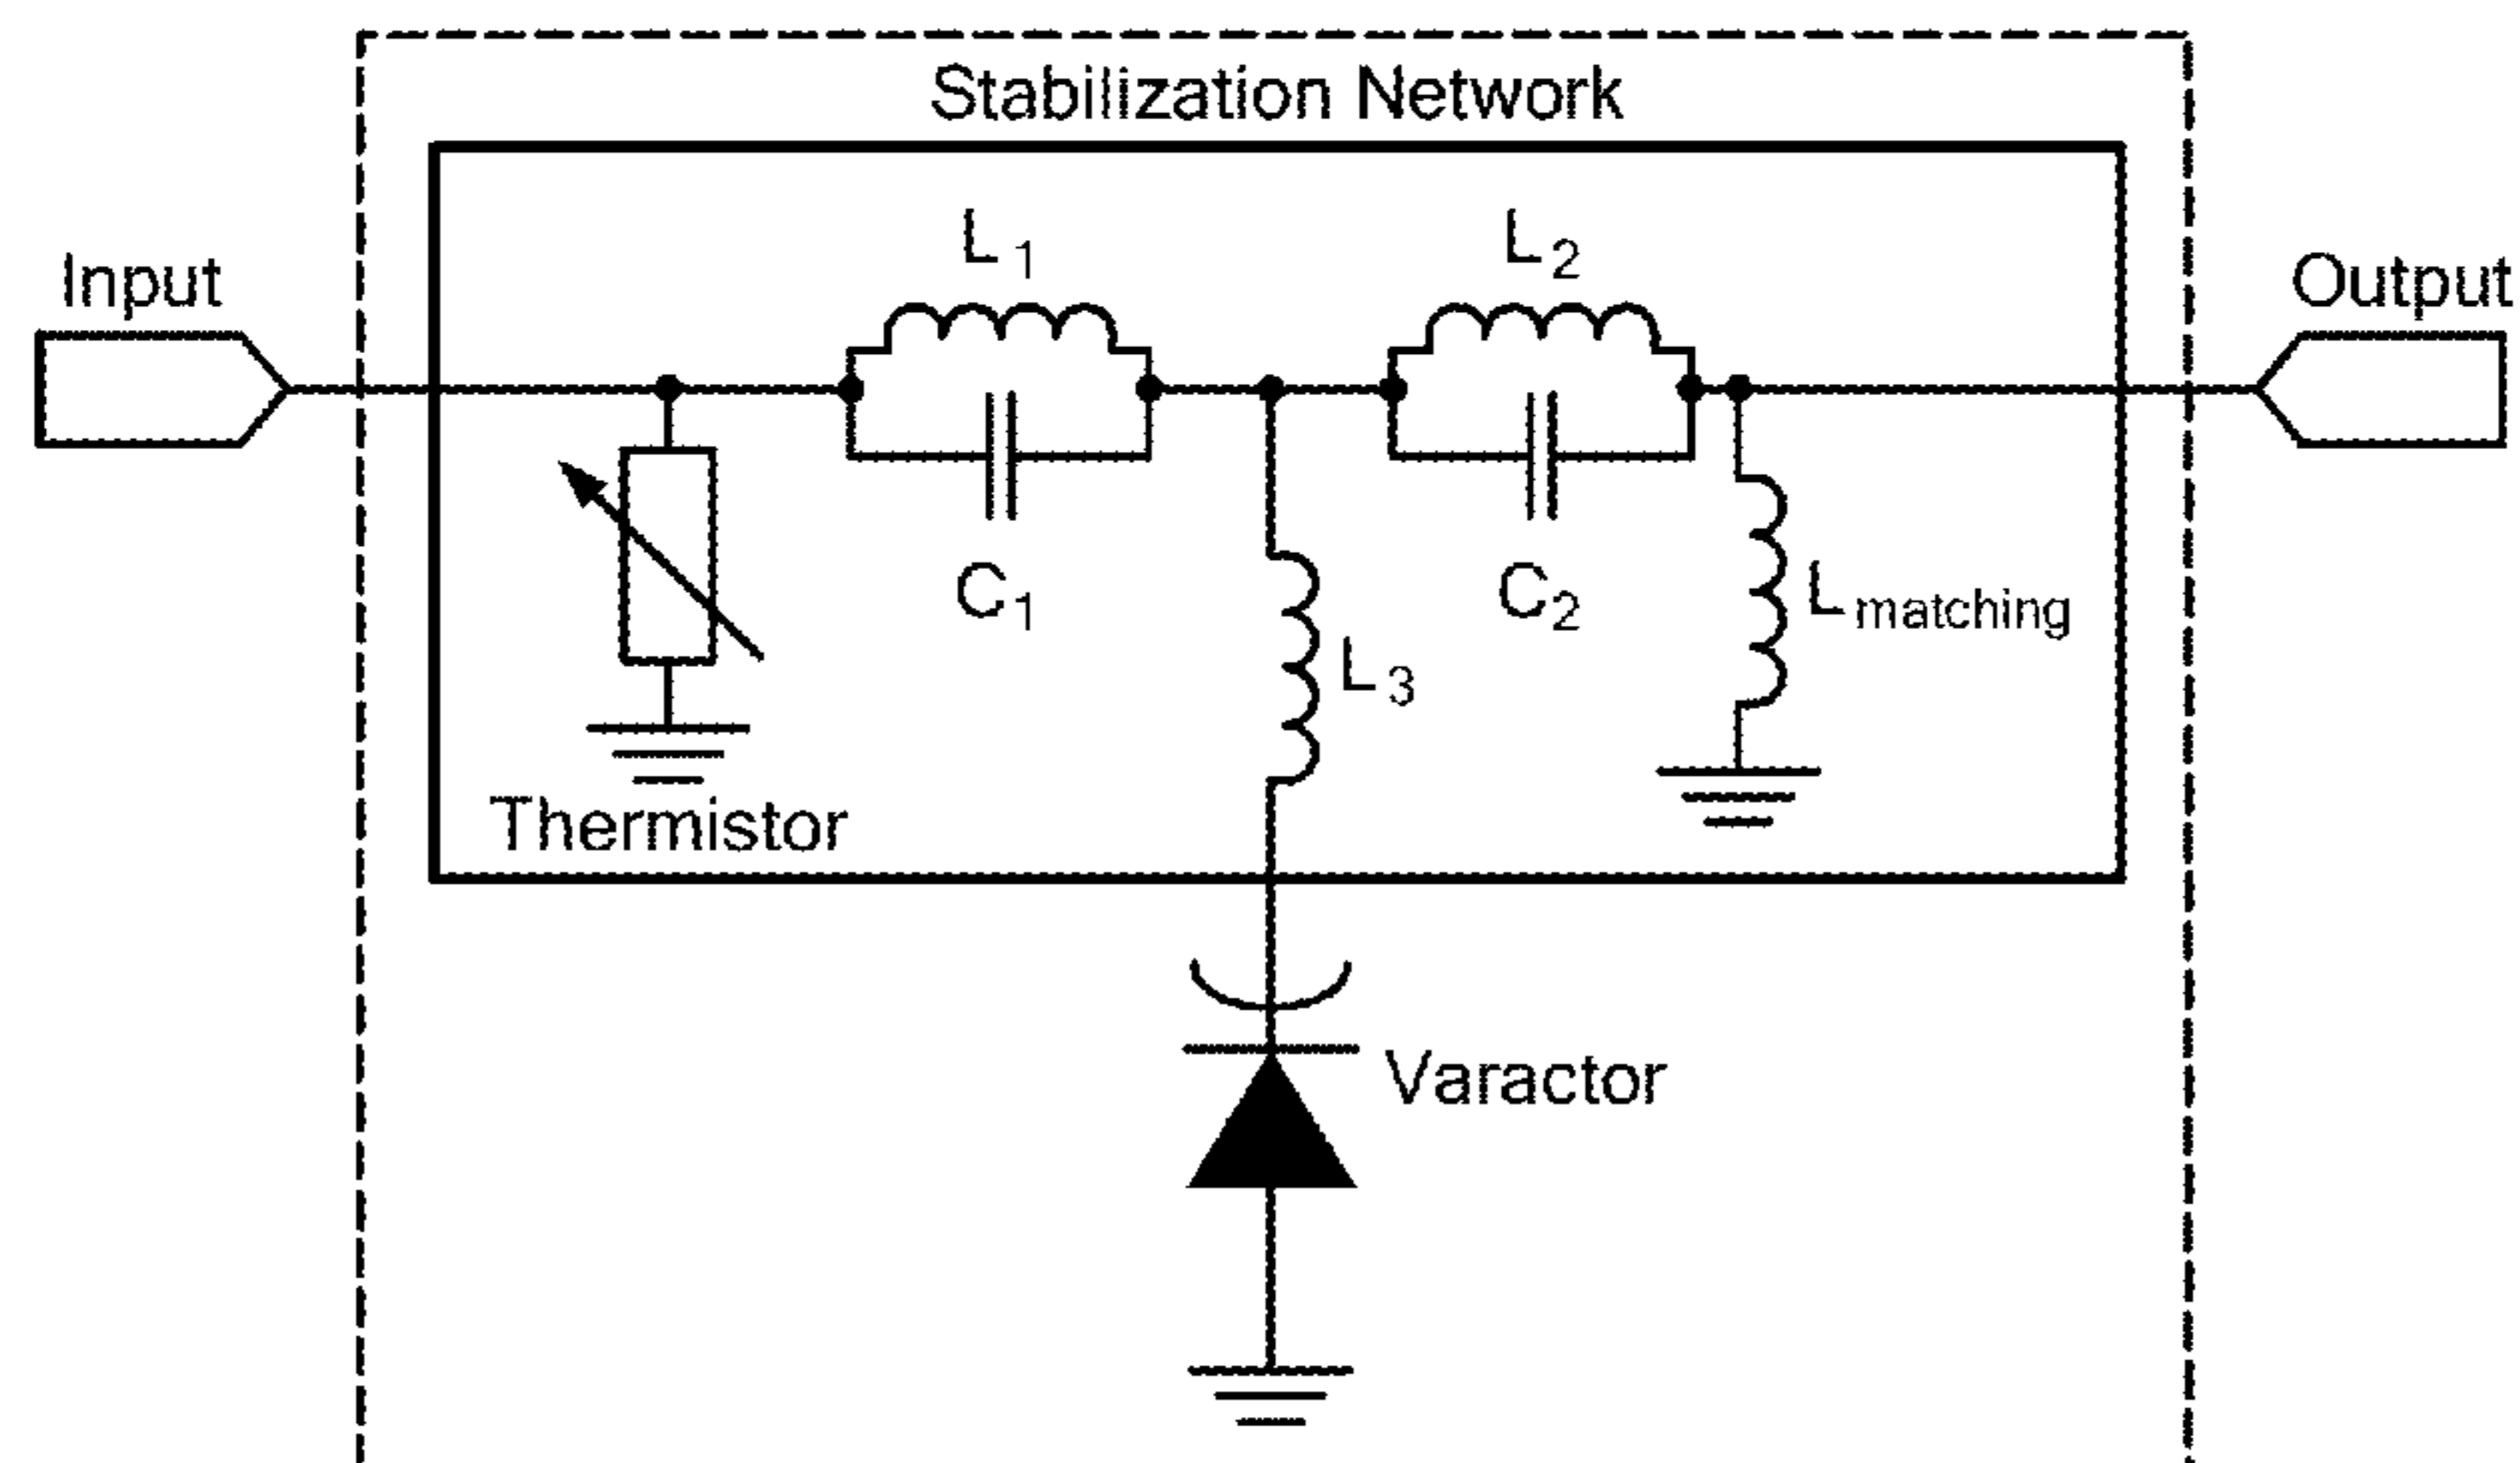 Stabilization Network
Input
L1
L2
Output
C1
C2
Lmatching
L3
Thermistor
Varactor